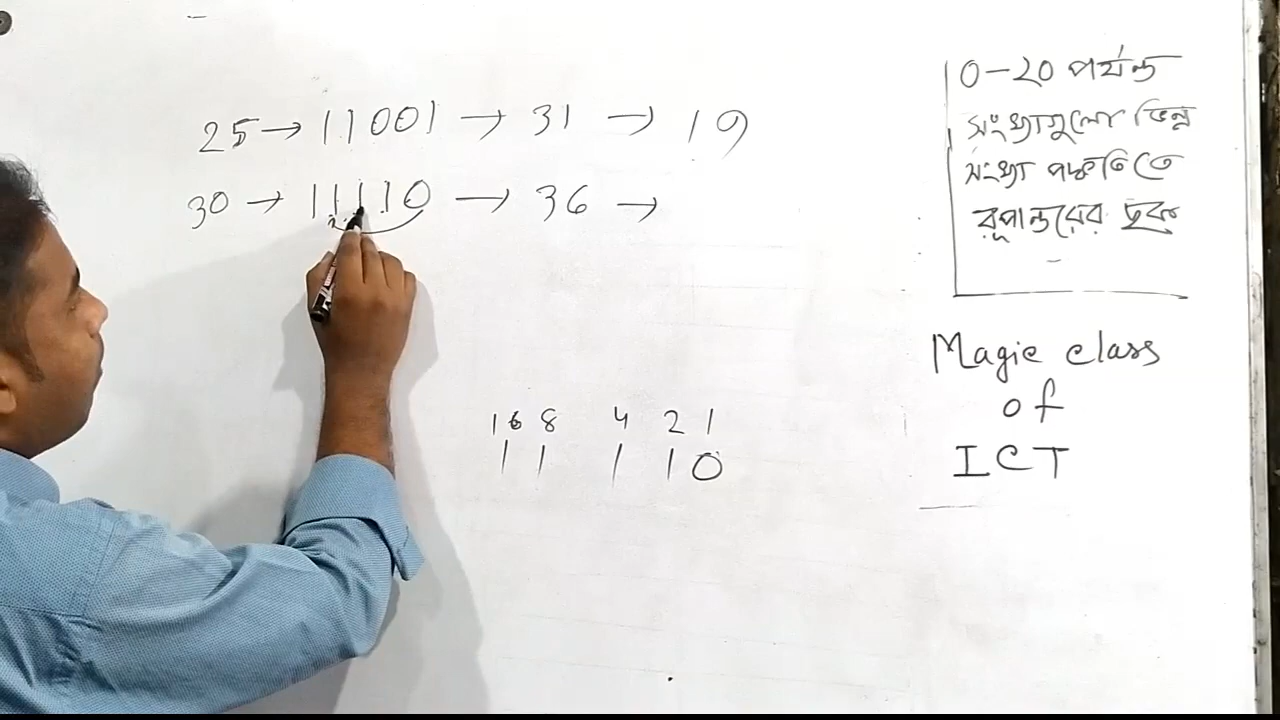 25 → 11001 → 31 → 19
30 → 11110 → 36 →
16 8 4 2 1
1 1 1 1 0
0-২0 পর্যন্ত
সংখ্যাগুলো ভিন্ন
সংখ্যা পদ্ধতিতে
রূপান্তরের ছক
Magic class
of
ICT